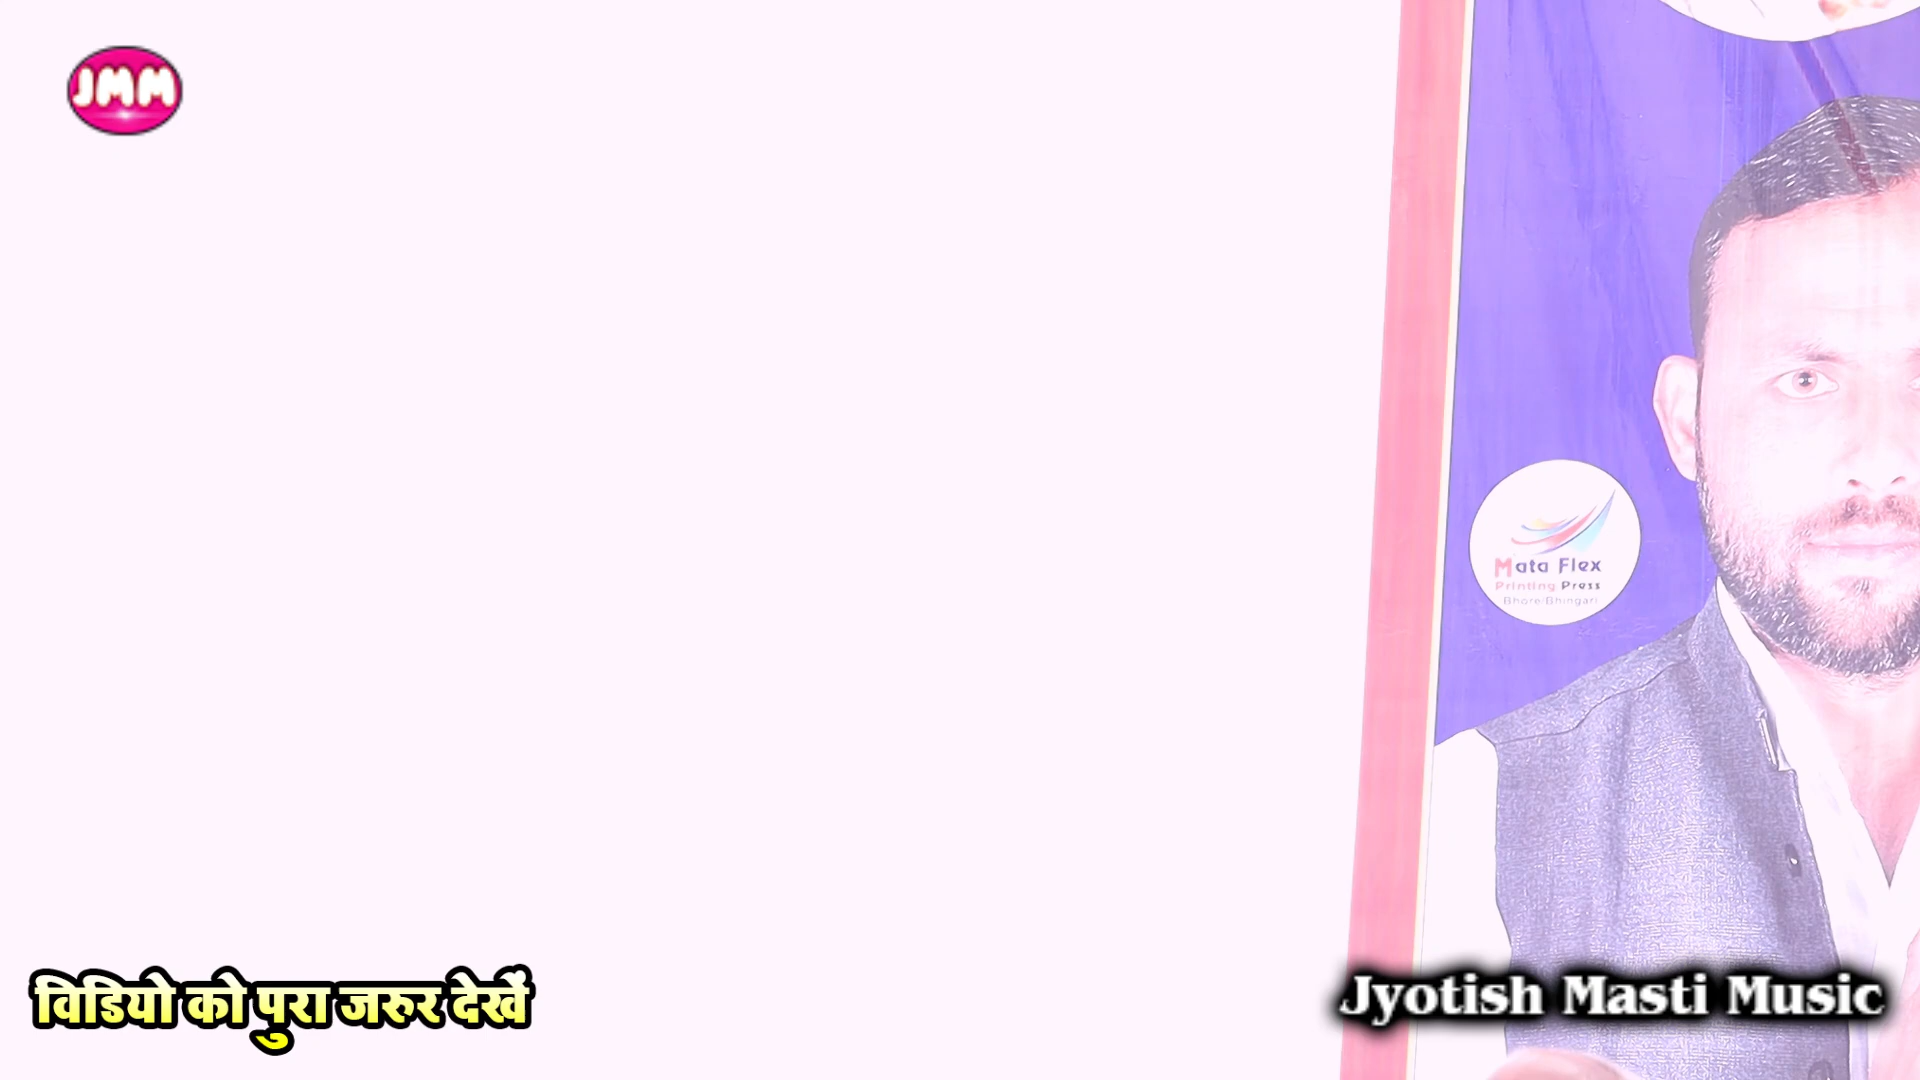 JMM
Mata Flex
Printing Press
Bhore/Bhingari
विडियो को पुरा जरुर देखें
Jyotish Masti Music